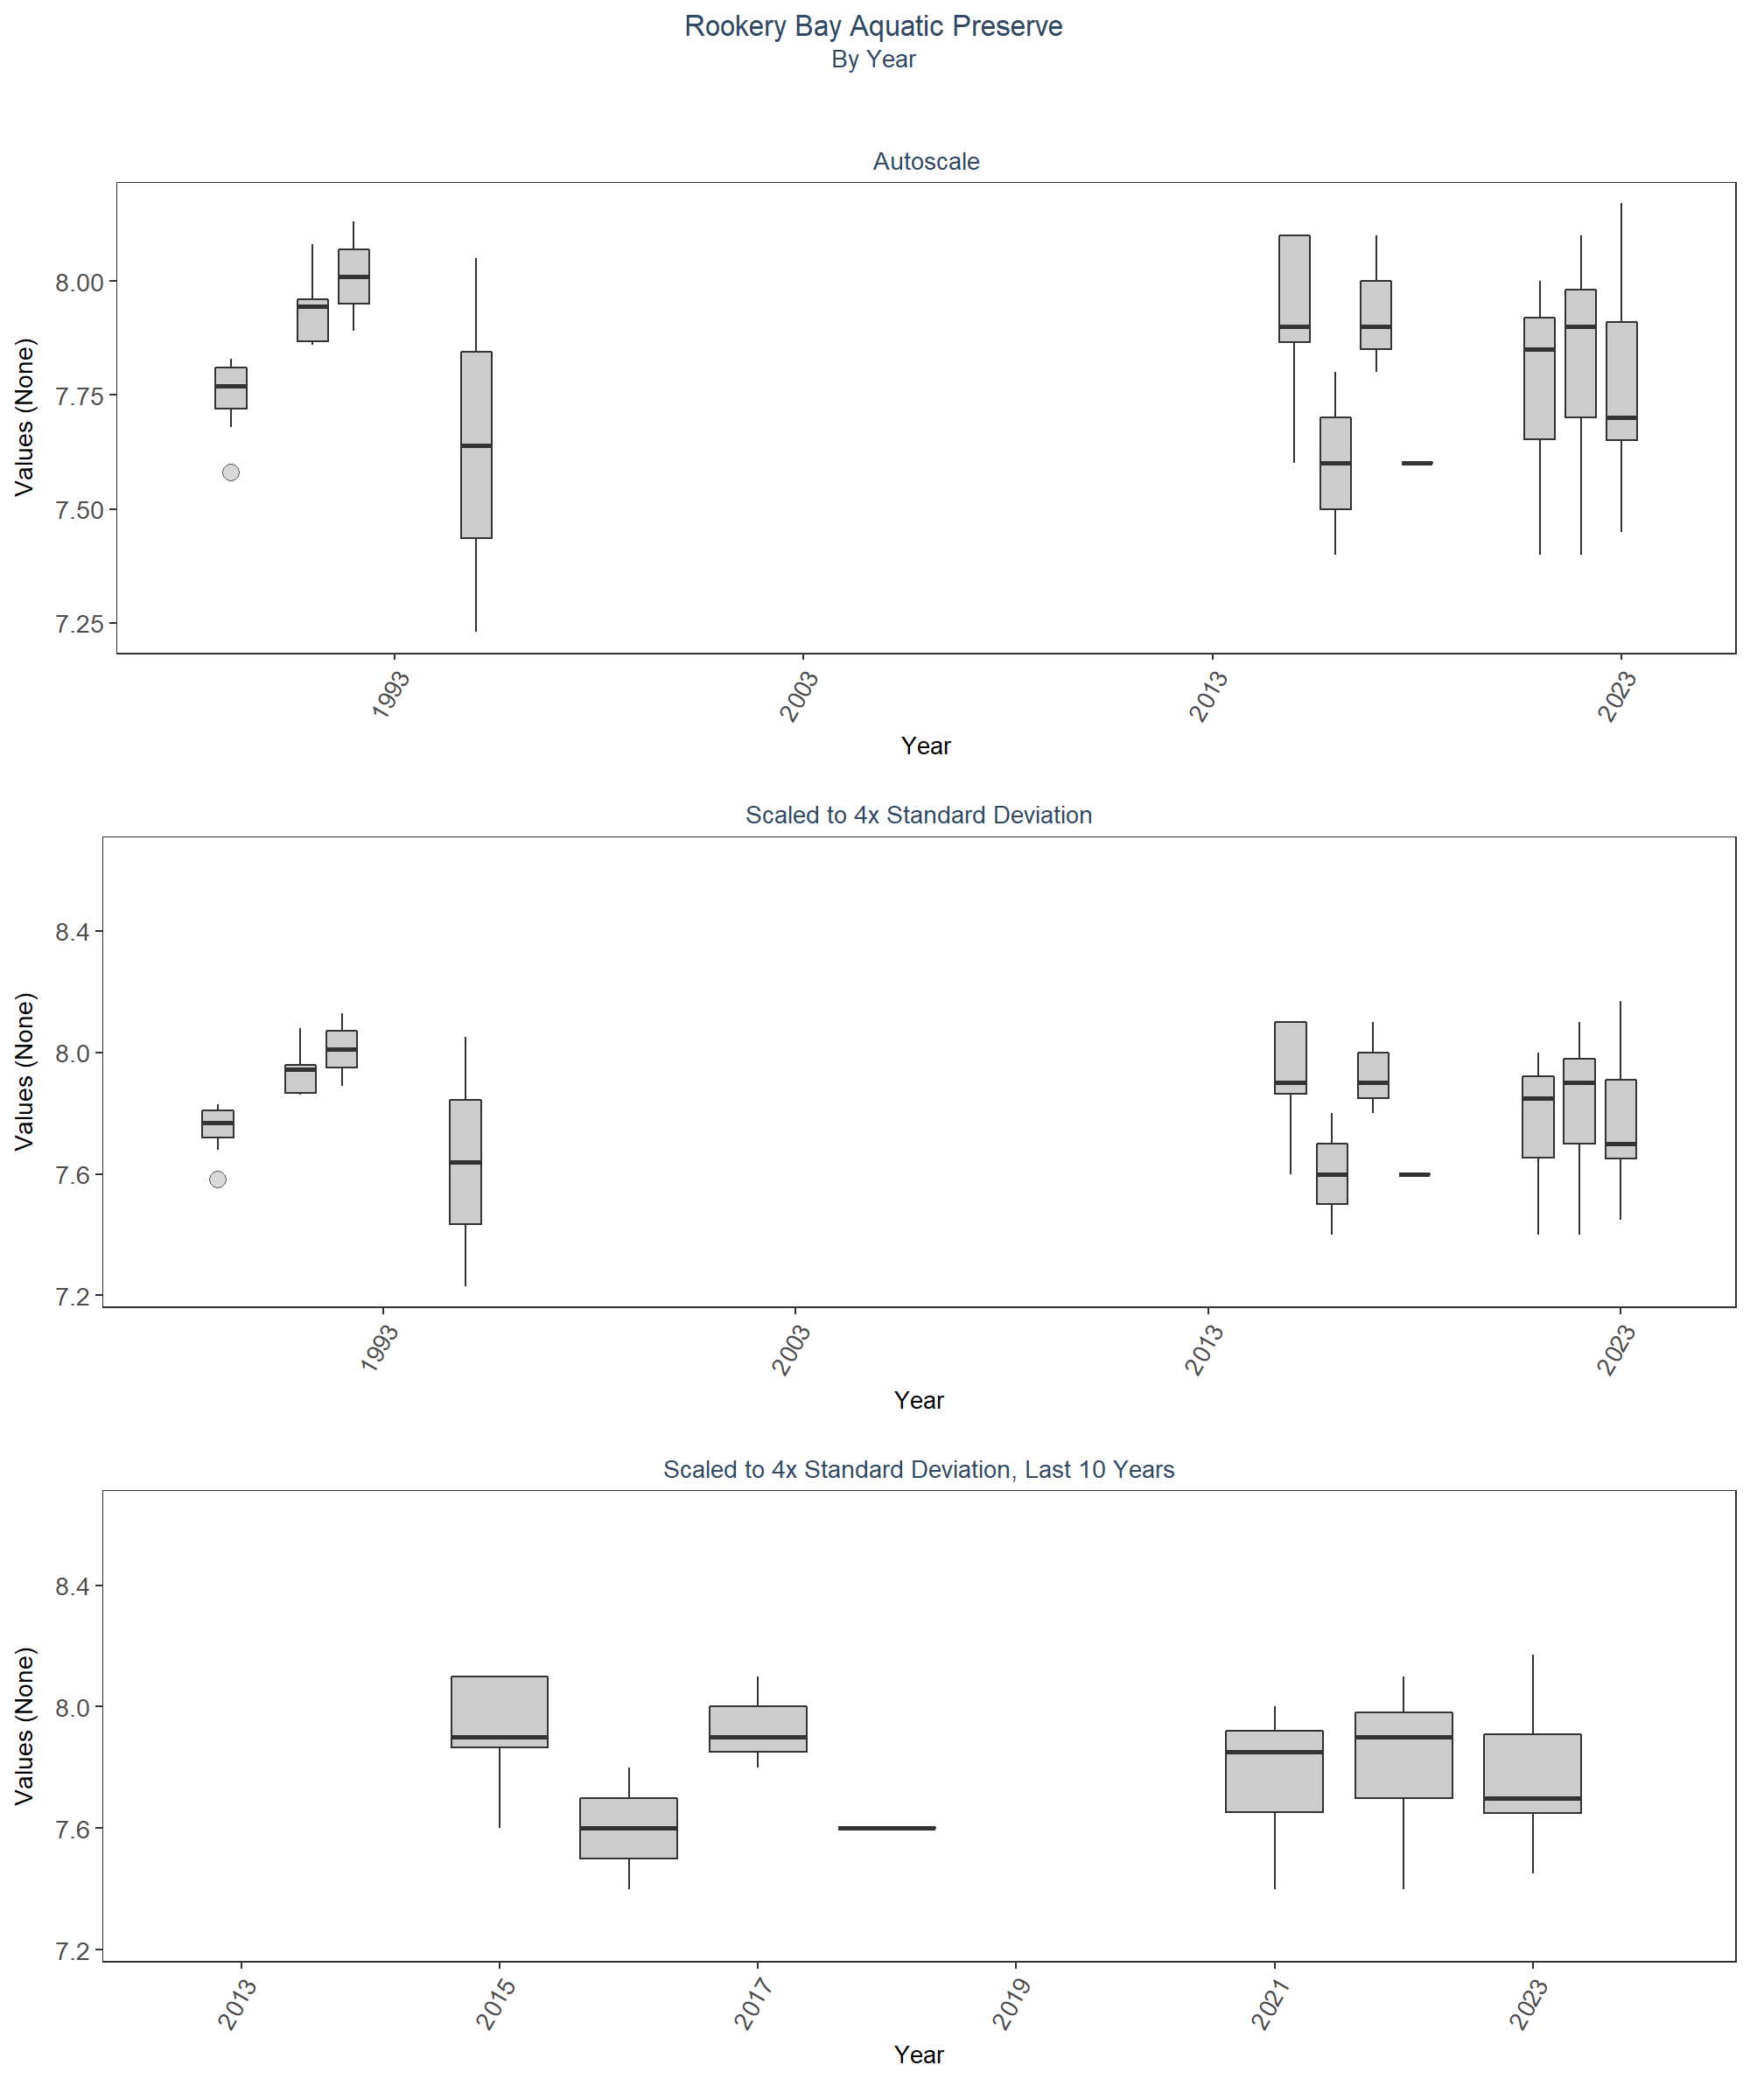 Rookery Bay Aquatic Preserve
By Year
Autoscale
Values (None)
8.00
7.75
7.50
7.25
1993
2003
2013
2023
Year
Scaled to 4x Standard Deviation
Values (None)
8.4
8.0
7.6
7.2
1993
2003
2013
2023
Year
Scaled to 4x Standard Deviation, Last 10 Years
Values (None)
8.4
8.0
7.6
7.2
2013
2015
2017
2019
2021
2023
Year